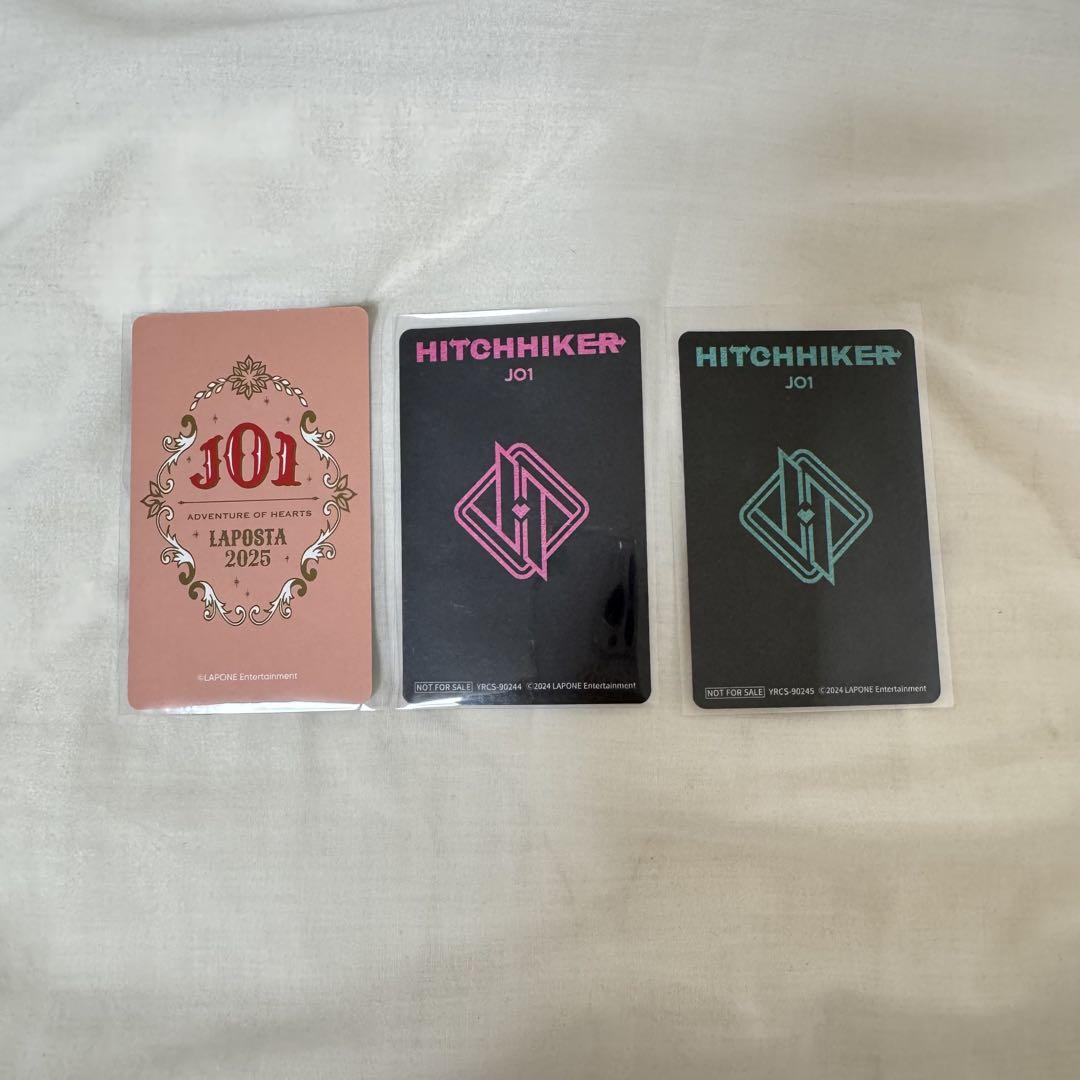 JO1
ADVENTURE OF HEARTS
LAPOSTA
2025
©LAPONE Entertainment
HITCHHIKER
JO1
NOT FOR SALE YRCS-90244 ©2024 LAPONE Entertainment
HITCHHIKER
JO1
NOT FOR SALE YRCS-90245 ©2024 LAPONE Entertainment